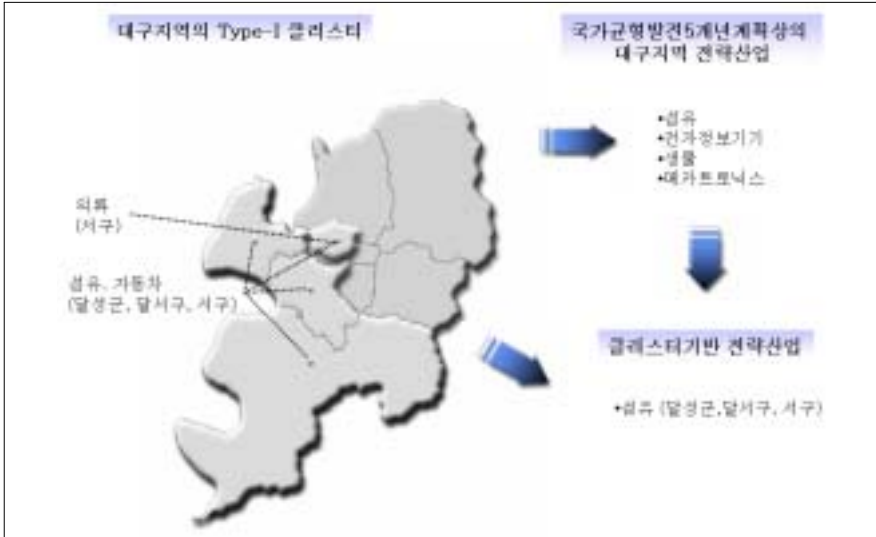 대구지역의 Type-I 클러스터
국가균형발전5개년계획상의
대구지역 전략산업
•섬유
•전자정보기기
•생물
•메카트로닉스
의류
(서구)
섬유, 자동차
(달성군, 달서구, 서구)
클러스터기반 전략산업
•섬유 (달성군,달서구, 서구)